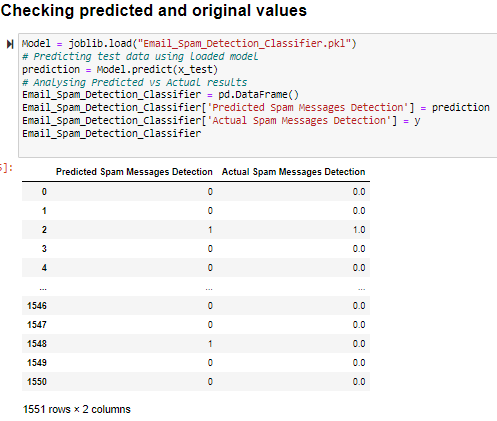 Checking predicted and original values
Model = joblib.load("Email_Spam_Detection_Classifier.pkl")
# Predicting test data using loaded model
prediction = Model.predict(x_test)
# Analysing Predicted vs Actual results
Email_Spam_Detection_Classifier = pd.DataFrame()
Email_Spam_Detection_Classifier['Predicted Spam Messages Detection'] = prediction
Email_Spam_Detection_Classifier['Actual Spam Messages Detection'] = y
Email_Spam_Detection_Classifier
]:
Predicted Spam Messages Detection Actual Spam Messages Detection
0 0 0.0
1 0 0.0
2 1 1.0
3 0 0.0
4 0 0.0
... ... ...
1546 0 0.0
1547 0 0.0
1548 1 0.0
1549 0 0.0
1550 0 0.0
1551 rows × 2 columns